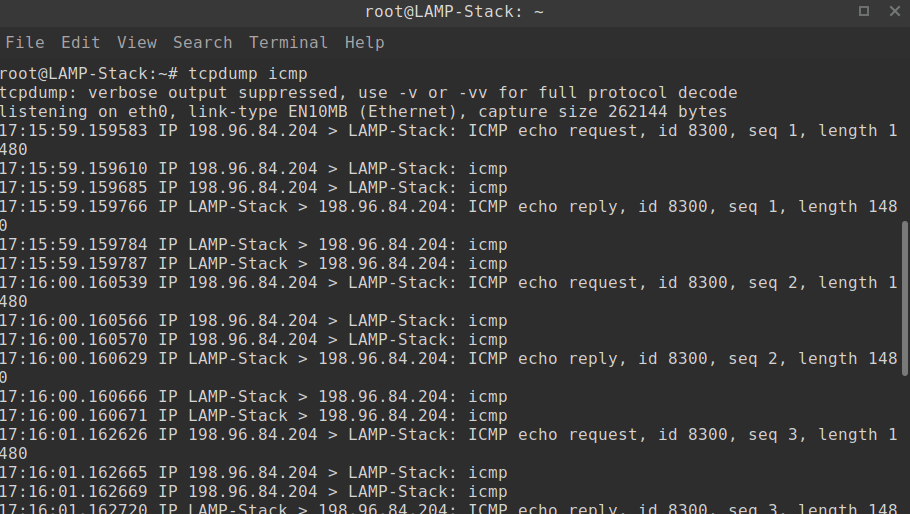 root@LAMP-Stack: ~
File Edit View Search Terminal Help
root@LAMP-Stack:~# tcpdump icmp
tcpdump: verbose output suppressed, use -v or -vv for full protocol decode
listening on eth0, link-type EN10MB (Ethernet), capture size 262144 bytes
17:15:59.159583 IP 198.96.84.204 > LAMP-Stack: ICMP echo request, id 8300, seq 1, length 1
480
17:15:59.159610 IP 198.96.84.204 > LAMP-Stack: icmp
17:15:59.159685 IP 198.96.84.204 > LAMP-Stack: icmp
17:15:59.159766 IP LAMP-Stack > 198.96.84.204: ICMP echo reply, id 8300, seq 1, length 148
0
17:15:59.159784 IP LAMP-Stack > 198.96.84.204: icmp
17:15:59.159787 IP LAMP-Stack > 198.96.84.204: icmp
17:16:00.160539 IP 198.96.84.204 > LAMP-Stack: ICMP echo request, id 8300, seq 2, length 1
480
17:16:00.160566 IP 198.96.84.204 > LAMP-Stack: icmp
17:16:00.160570 IP 198.96.84.204 > LAMP-Stack: icmp
17:16:00.160629 IP LAMP-Stack > 198.96.84.204: ICMP echo reply, id 8300, seq 2, length 148
0
17:16:00.160666 IP LAMP-Stack > 198.96.84.204: icmp
17:16:00.160671 IP LAMP-Stack > 198.96.84.204: icmp
17:16:01.162626 IP 198.96.84.204 > LAMP-Stack: ICMP echo request, id 8300, seq 3, length 1
480
17:16:01.162665 IP 198.96.84.204 > LAMP-Stack: icmp
17:16:01.162669 IP 198.96.84.204 > LAMP-Stack: icmp
17:16:01.162720 IP LAMP-Stack > 198.96.84.204: ICMP echo reply, id 8300, seq 3, length 148